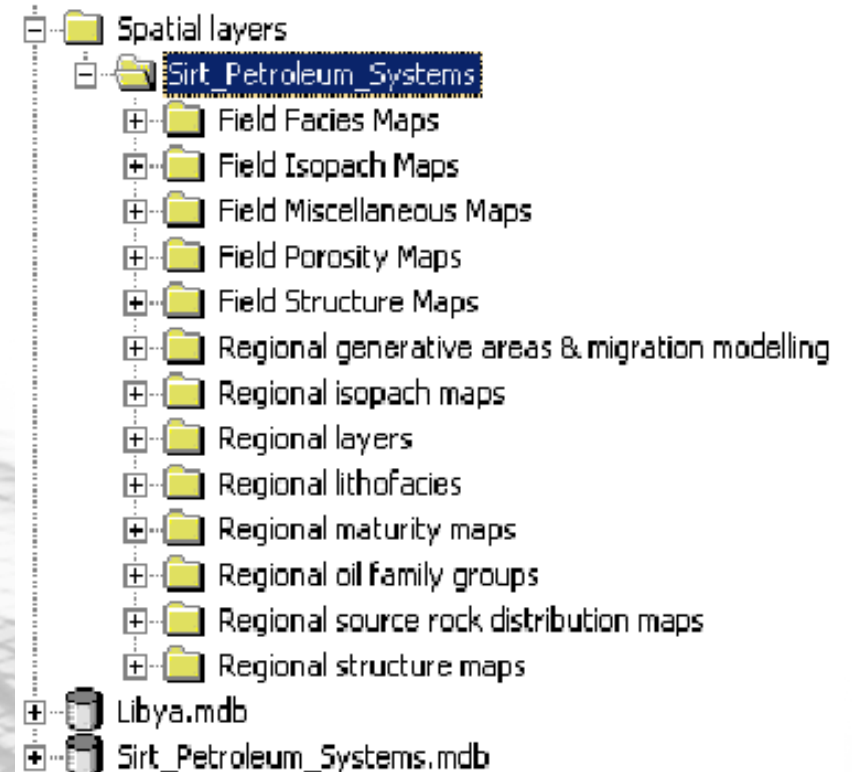 Spatial layers
Sirt_Petroleum_Systems
Field Facies Maps
Field Isopach Maps
Field Miscellaneous Maps
Field Porosity Maps
Field Structure Maps
Regional generative areas & migration modelling
Regional isopach maps
Regional layers
Regional lithofacies
Regional maturity maps
Regional oil family groups
Regional source rock distribution maps
Regional structure maps
Libya.mdb
Sirt_Petroleum_Systems.mdb